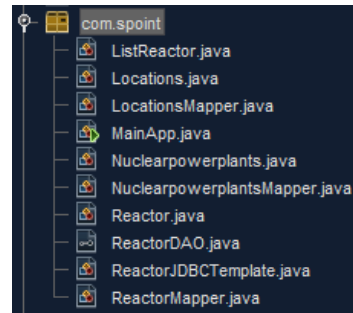 com.spoint
ListReactor.java
Locations.java
LocationsMapper.java
MainApp.java
Nuclearpowerplants.java
NuclearpowerplantsMapper.java
Reactor.java
ReactorDAO.java
ReactorJDBCTemplate.java
ReactorMapper.java